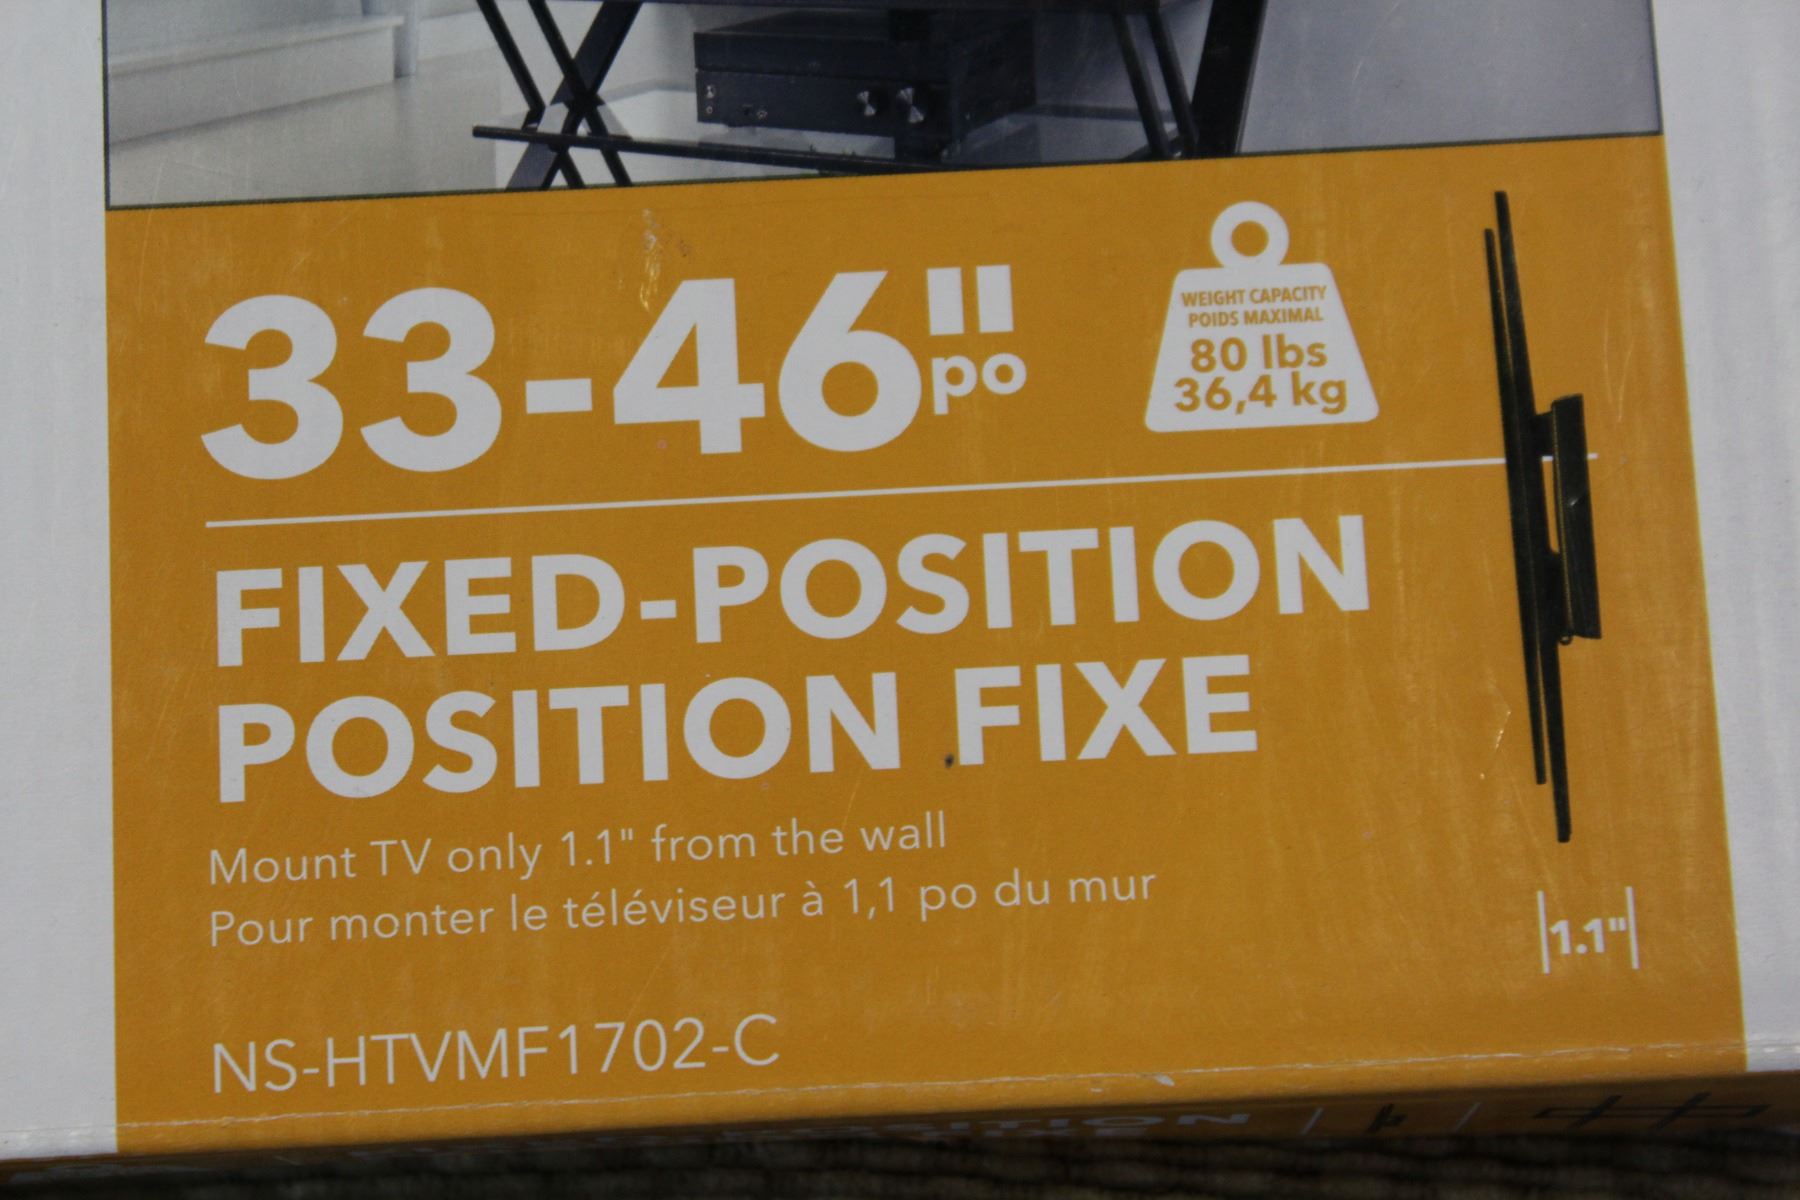 33-46"
po
WEIGHT CAPACITY
POIDS MAXIMAL
80 lbs
36,4 kg
FIXED-POSITION
POSITION FIXE
Mount TV only 1.1" from the wall
Pour monter le téléviseur à 1,1 po du mur
1.1"
NS-HTVMF1702-C